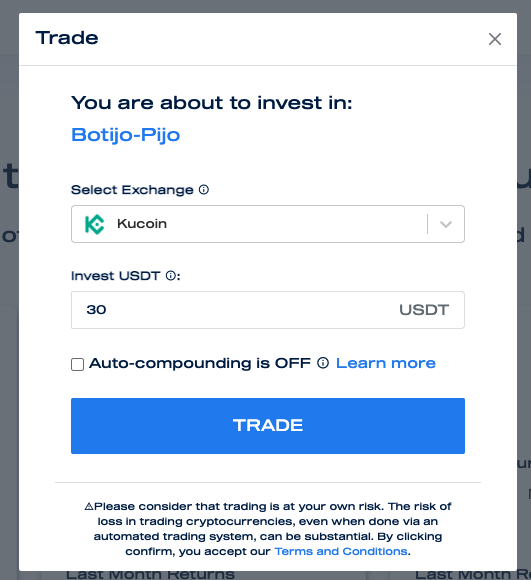 Trade
You are about to invest in:
Botijo-Pijo
Select Exchange
Kucoin
Invest USDT :
30 USDT
Auto-compounding is OFF Learn more
TRADE
⚠Please consider that trading is at your own risk. The risk of
loss in trading cryptocurrencies, even when done via an
automated trading system, can be substantial. By clicking
confirm, you accept our Terms and Conditions.
Last Month Returns